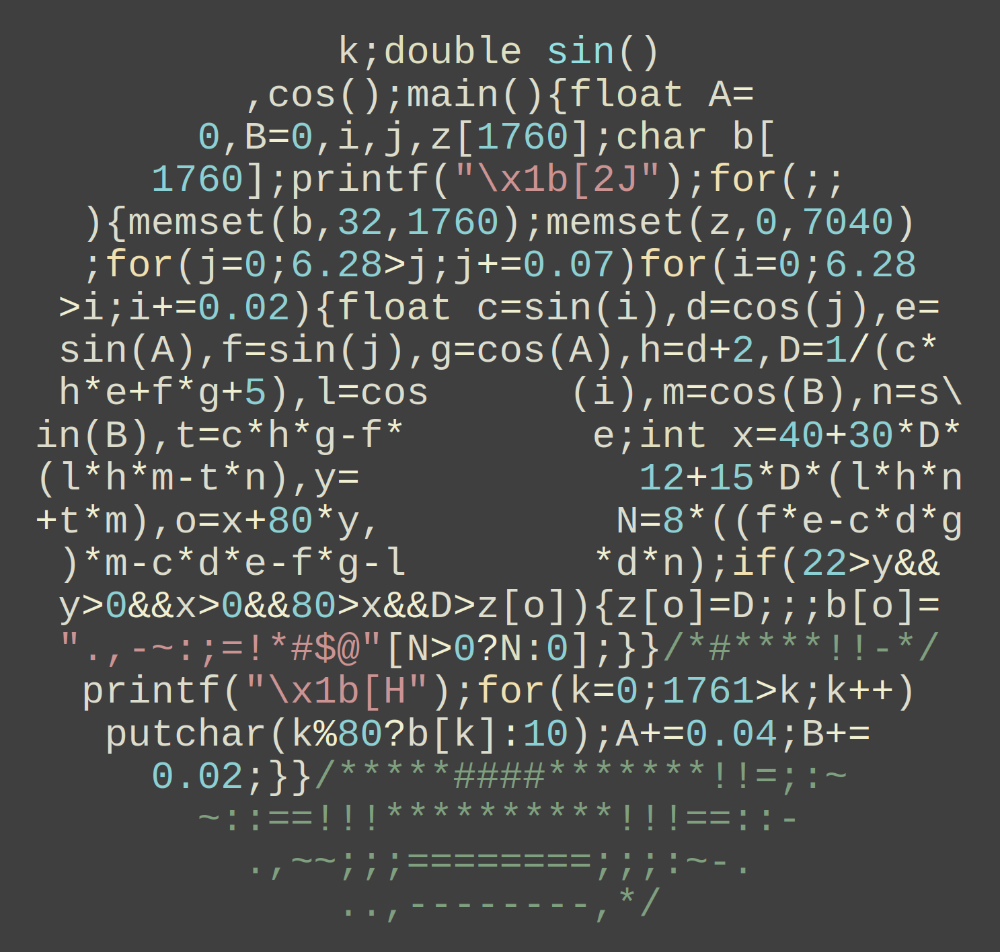 k;double sin()
,cos();main(){float A=
0,B=0,i,j,z[1760];char b[
1760];printf("\x1b[2J");for(;;
){memset(b,32,1760);memset(z,0,7040)
;for(j=0;6.28>j;j+=0.07)for(i=0;6.28
>i;i+=0.02){float c=sin(i),d=cos(j),e=
sin(A),f=sin(j),g=cos(A),h=d+2,D=1/(c*
h*e+f*g+5),l=cos      (i),m=cos(B),n=s\
in(B),t=c*h*g-f*        e;int x=40+30*D*
(l*h*m-t*n),y=            12+15*D*(l*h*n
+t*m),o=x+80*y,          N=8*((f*e-c*d*g
)*m-c*d*e-f*g-l        *d*n);if(22>y&&
y>0&&x>0&&80>x&&D>z[o]){z[o]=D;;;b[o]=
".,-~:;=!*#$@"[N>0?N:0];}}/*#****!!-*/
printf("\x1b[H");for(k=0;1761>k;k++)
putchar(k%80?b[k]:10);A+=0.04;B+=
0.02;}}/*****####*******!!=;:~
~::==!!!**********!!!==::-
.,~~;;;========;;;:~-.
..,--------,*/